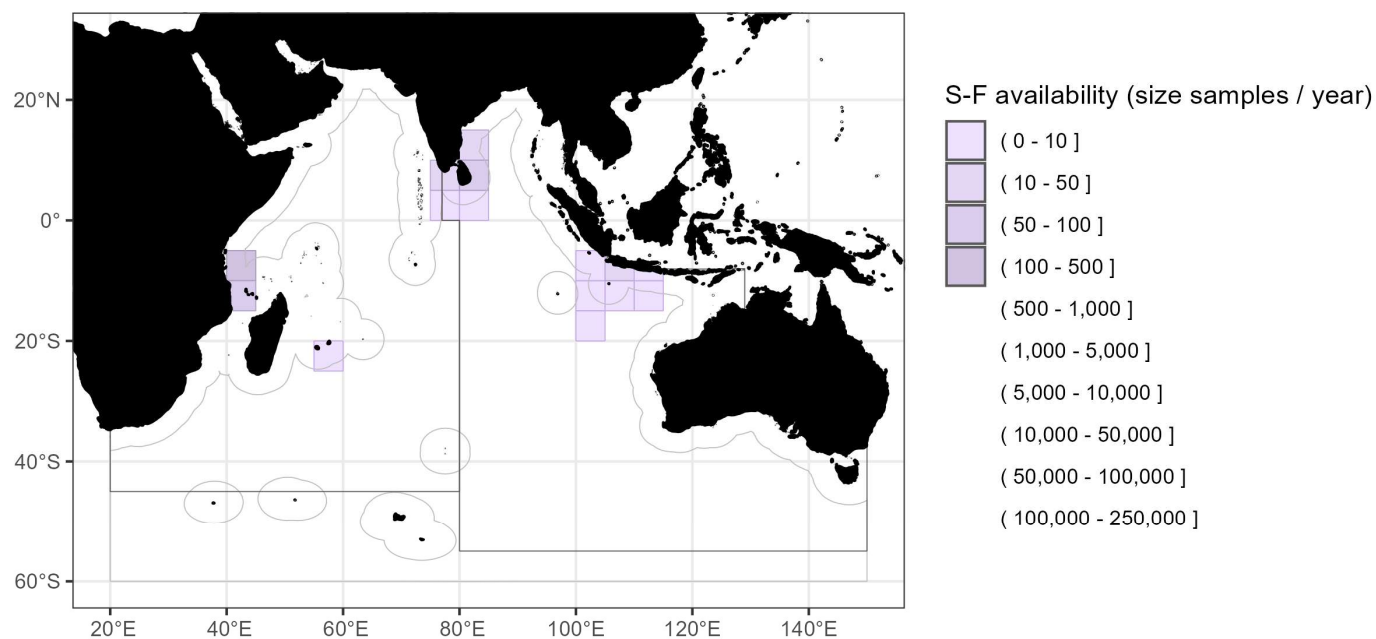 S-F availability (size samples / year)
( 0 - 10 ]
( 10 - 50 ]
( 50 - 100 ]
( 100 - 500 ]
( 500 - 1,000 ]
( 1,000 - 5,000 ]
( 5,000 - 10,000 ]
( 10,000 - 50,000 ]
( 50,000 - 100,000 ]
( 100,000 - 250,000 ]
20°N
0°
20°S
40°S
60°S
20°E 40°E 60°E 80°E 100°E 120°E 140°E